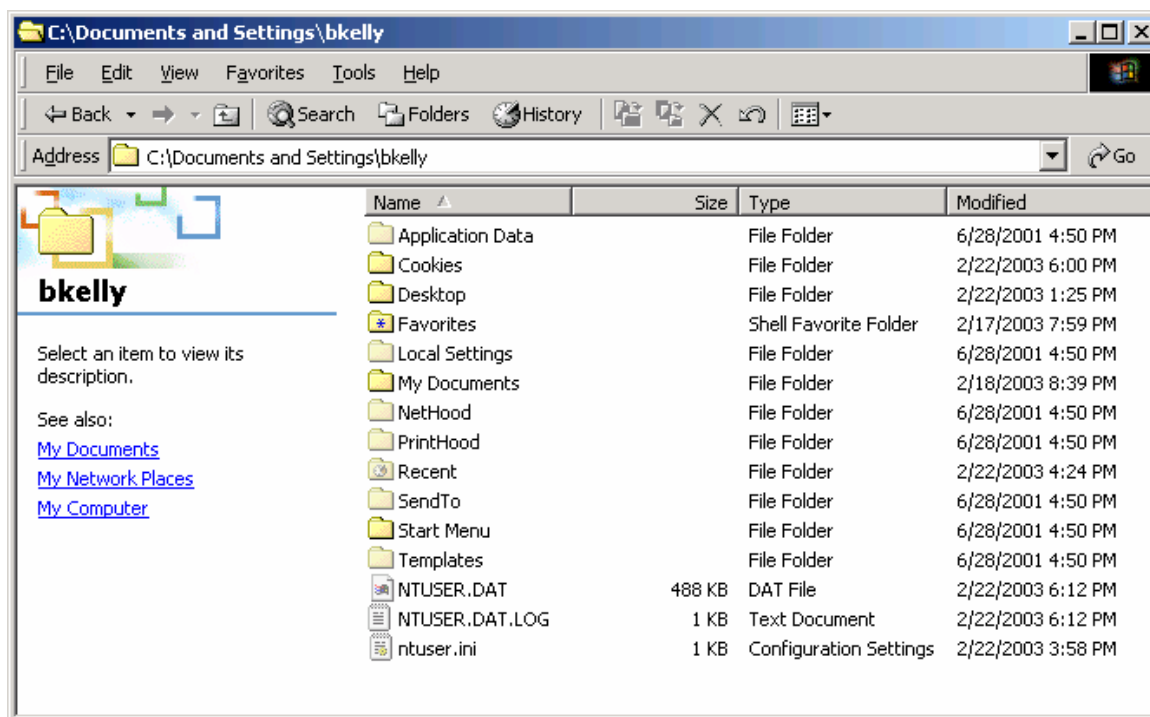 C:\Documents and Settings\bkelly
File Edit View Favorites Tools Help
Back Search Folders History
Address C:\Documents and Settings\bkelly Go
bkelly
Select an item to view its
description.
See also:
My Documents
My Network Places
My Computer
Name Size Type Modified
Application Data File Folder 6/28/2001 4:50 PM
Cookies File Folder 2/22/2003 6:00 PM
Desktop File Folder 2/22/2003 1:25 PM
Favorites Shell Favorite Folder 2/17/2003 7:59 PM
Local Settings File Folder 6/28/2001 4:50 PM
My Documents File Folder 2/18/2003 8:39 PM
NetHood File Folder 6/28/2001 4:50 PM
PrintHood File Folder 6/28/2001 4:50 PM
Recent File Folder 2/22/2003 4:24 PM
SendTo File Folder 6/28/2001 4:50 PM
Start Menu File Folder 6/28/2001 4:50 PM
Templates File Folder 6/28/2001 4:50 PM
NTUSER.DAT 488 KB DAT File 2/22/2003 6:12 PM
NTUSER.DAT.LOG 1 KB Text Document 2/22/2003 6:12 PM
ntuser.ini 1 KB Configuration Settings 2/22/2003 3:58 PM